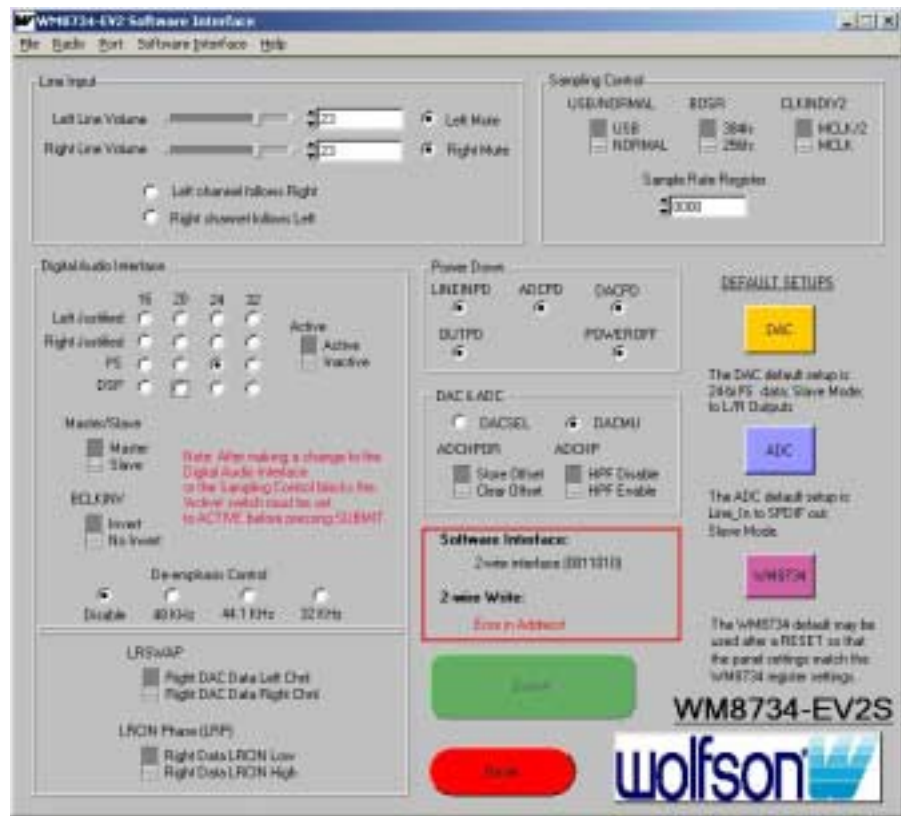 WM8734-EV2 Software Interface
File Radio Port Software Interface Help
Line Input
Left Line Volume 23 Left Mute
Right Line Volume 23 Right Mute
Left channel follows Right
Right channel follows Left
Sampling Control
USB/NORMAL BOSR CLKINDIV2
USB 384fs MCLK/2
NORMAL 256fs MCLK
Sample Rate Register
0000
Digital Audio Interface
16 20 24 32
Left Justified
Right Justified
I²S
DSP
Active
Active
Inactive
Master/Slave
Master
Slave
BCLKINV
Invert
No Invert
Note: After making a change to the
Digital Audio Interface
or the Sampling Control blocks the
'Active' switch must be set
to ACTIVE before pressing SUBMIT
De-emphasis Control
Disable 48 KHz 44.1 KHz 32 KHz
LRSWAP
Right DAC Data Left Chnl
Right DAC Data Right Chnl
LRCIN Phase (LRP)
Right Data LRCIN Low
Right Data LRCIN High
Power Down
LINEINPD ADCPD DACPD
OUTPD POWEROFF
DAC & ADC
DACSEL DACMU
ADCHPOR ADCHP
Store Offset HPF Disable
Clear Offset HPF Enable
Software Interface:
2-wire interface (0011010)
2-wire Write:
Error in Address!
Submit
Reset
DEFAULT SETUPS
DAC
The DAC default setup is:
24-bit I²S data; Slave Mode;
to L/R Outputs
ADC
The ADC default setup is:
Line_In to SPDIF out:
Slave Mode.
WM8734
The WM8734 default may be
used after a RESET so that
the panel settings match the
WM8734 register settings.
WM8734-EV2S
wolfson